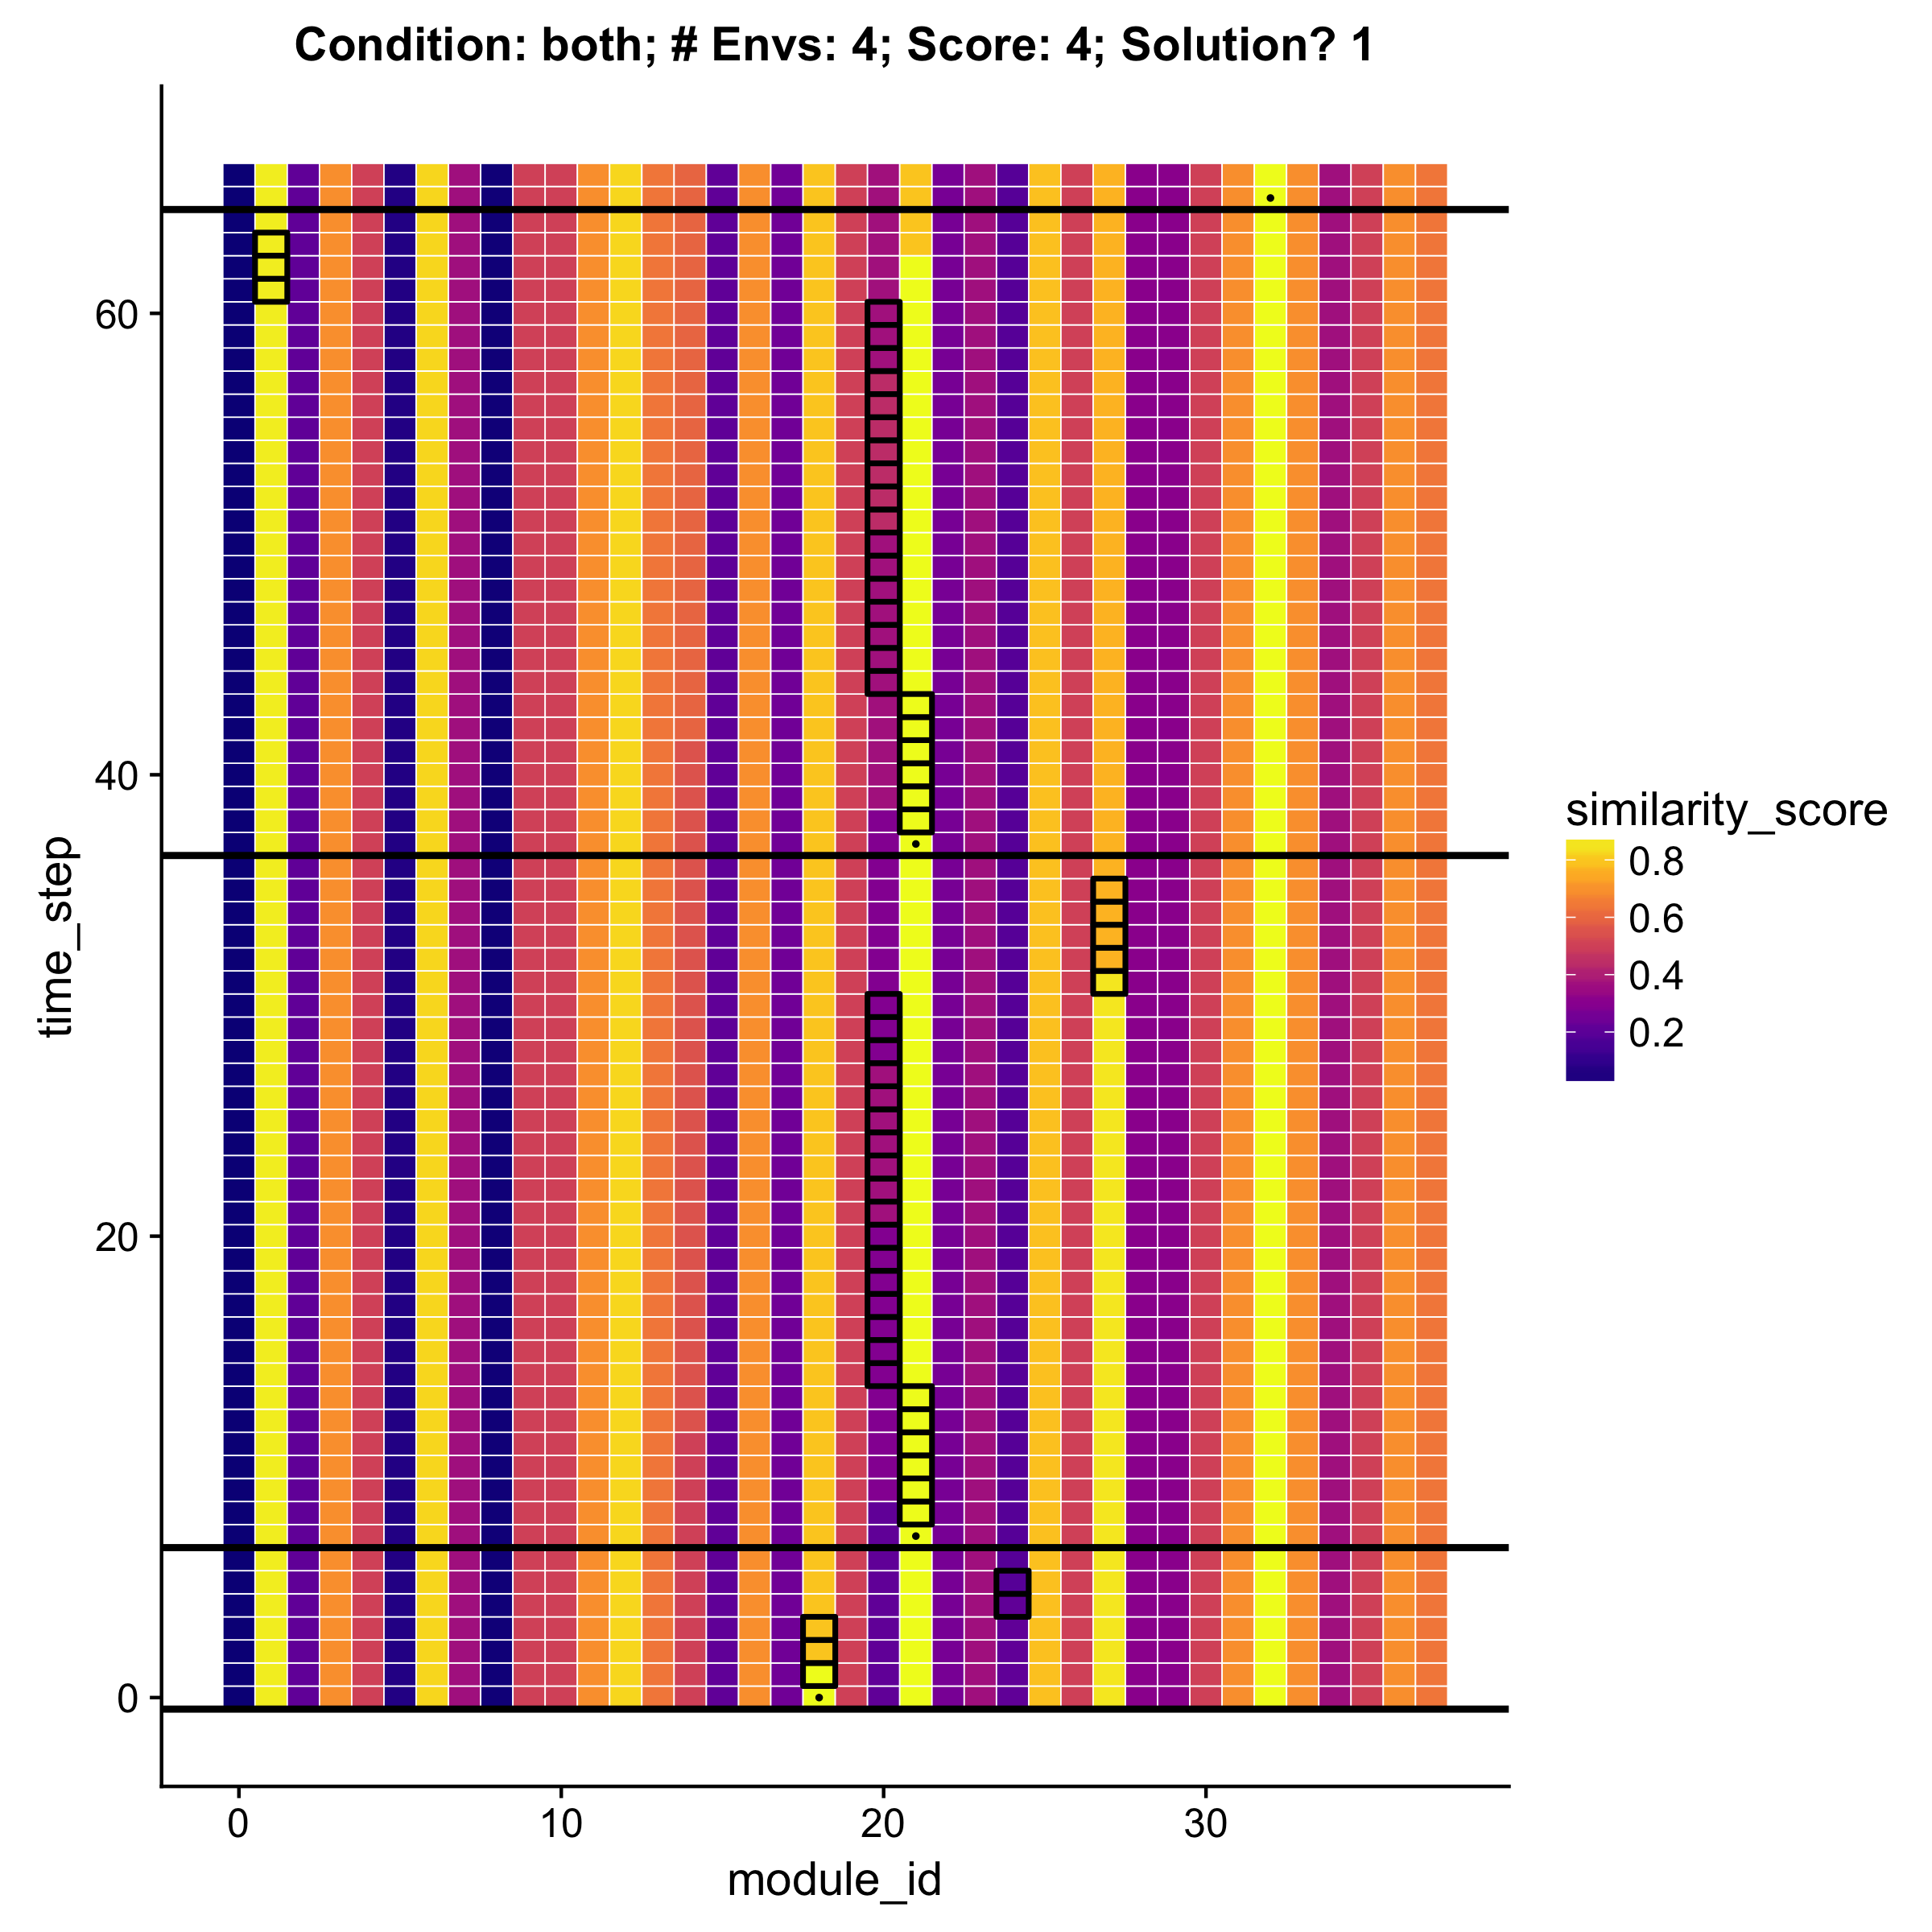 Condition: both; # Envs: 4; Score: 4; Solution? 1
time_step
60
40
20
0
0 10 20 30
module_id
similarity_score
0.8
0.6
0.4
0.2